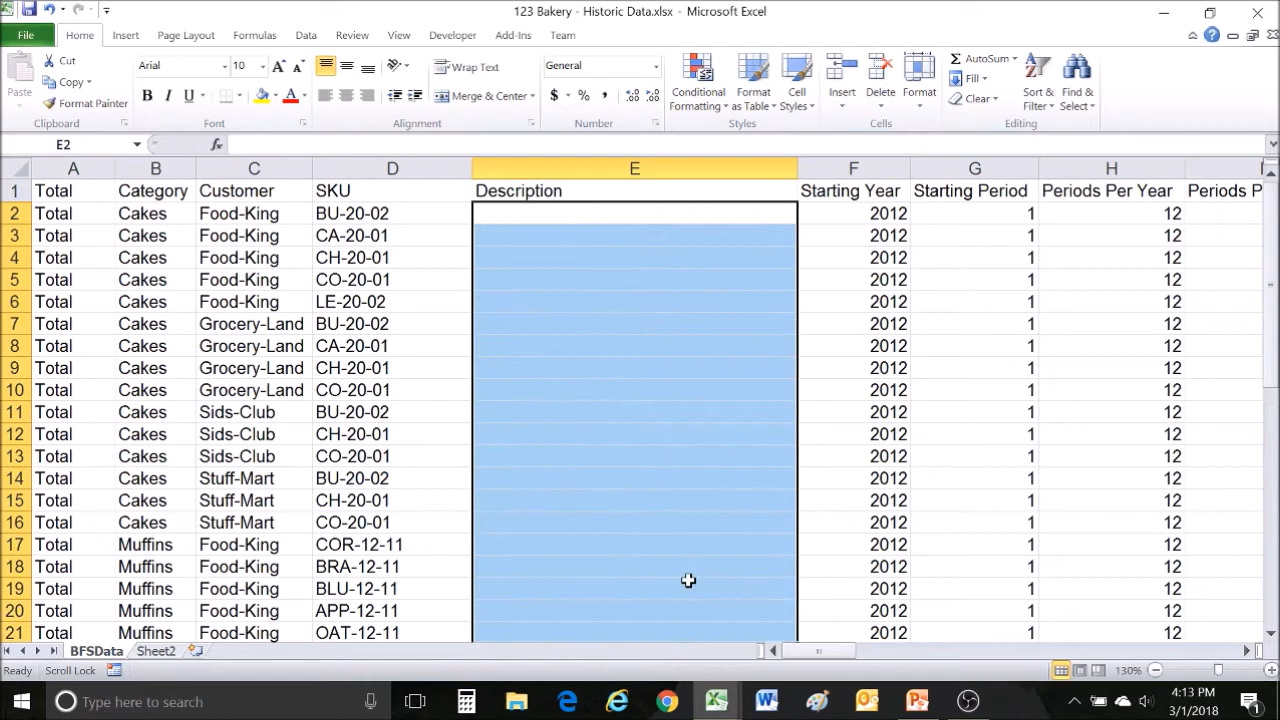 123 Bakery - Historic Data.xlsx - Microsoft Excel
File Home Insert Page Layout Formulas Data Review View Developer Add-Ins Team
Cut Arial 10 Wrap Text General AutoSum
Copy Fill
Paste Format Painter B I U Merge & Center $ % , Conditional Formatting Format as Table Cell Styles Insert Delete Format Clear Sort & Filter Find & Select
Clipboard Font Alignment Number Styles Cells Editing
E2 fx
A B C D E F G H
1 Total Category Customer SKU Description Starting Year Starting Period Periods Per Year Periods P
2 Total Cakes Food-King BU-20-02 2012 1 12
3 Total Cakes Food-King CA-20-01 2012 1 12
4 Total Cakes Food-King CH-20-01 2012 1 12
5 Total Cakes Food-King CO-20-01 2012 1 12
6 Total Cakes Food-King LE-20-02 2012 1 12
7 Total Cakes Grocery-Land BU-20-02 2012 1 12
8 Total Cakes Grocery-Land CA-20-01 2012 1 12
9 Total Cakes Grocery-Land CH-20-01 2012 1 12
10 Total Cakes Grocery-Land CO-20-01 2012 1 12
11 Total Cakes Sids-Club BU-20-02 2012 1 12
12 Total Cakes Sids-Club CH-20-01 2012 1 12
13 Total Cakes Sids-Club CO-20-01 2012 1 12
14 Total Cakes Stuff-Mart BU-20-02 2012 1 12
15 Total Cakes Stuff-Mart CH-20-01 2012 1 12
16 Total Cakes Stuff-Mart CO-20-01 2012 1 12
17 Total Muffins Food-King COR-12-11 2012 1 12
18 Total Muffins Food-King BRA-12-11 2012 1 12
19 Total Muffins Food-King BLU-12-11 2012 1 12
20 Total Muffins Food-King APP-12-11 2012 1 12
21 Total Muffins Food-King OAT-12-11 2012 1 12
BFSData Sheet2
Ready Scroll Lock 130%
Type here to search 4:13 PM
3/1/2018